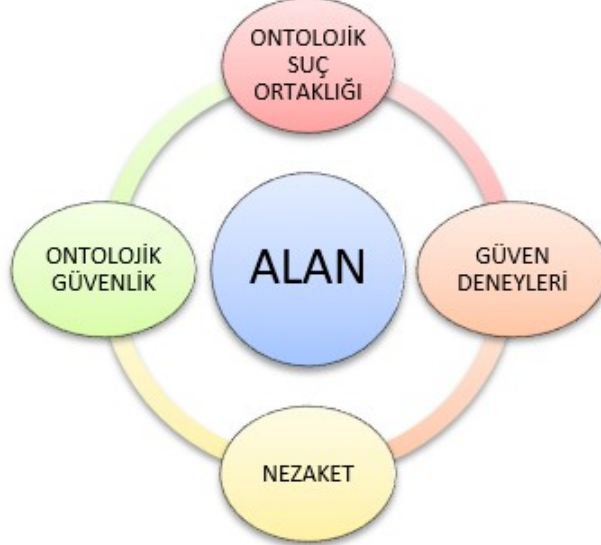 ONTOLOJİK
SUÇ
ORTAKLIĞI
ONTOLOJİK
GÜVENLİK
ALAN
GÜVEN
DENEYLERİ
NEZAKET